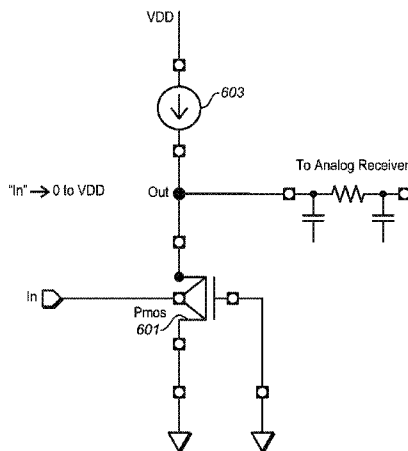 VDD
603
To Analog Receiver
"In" → 0 to VDD
Out
In
Pmos
601